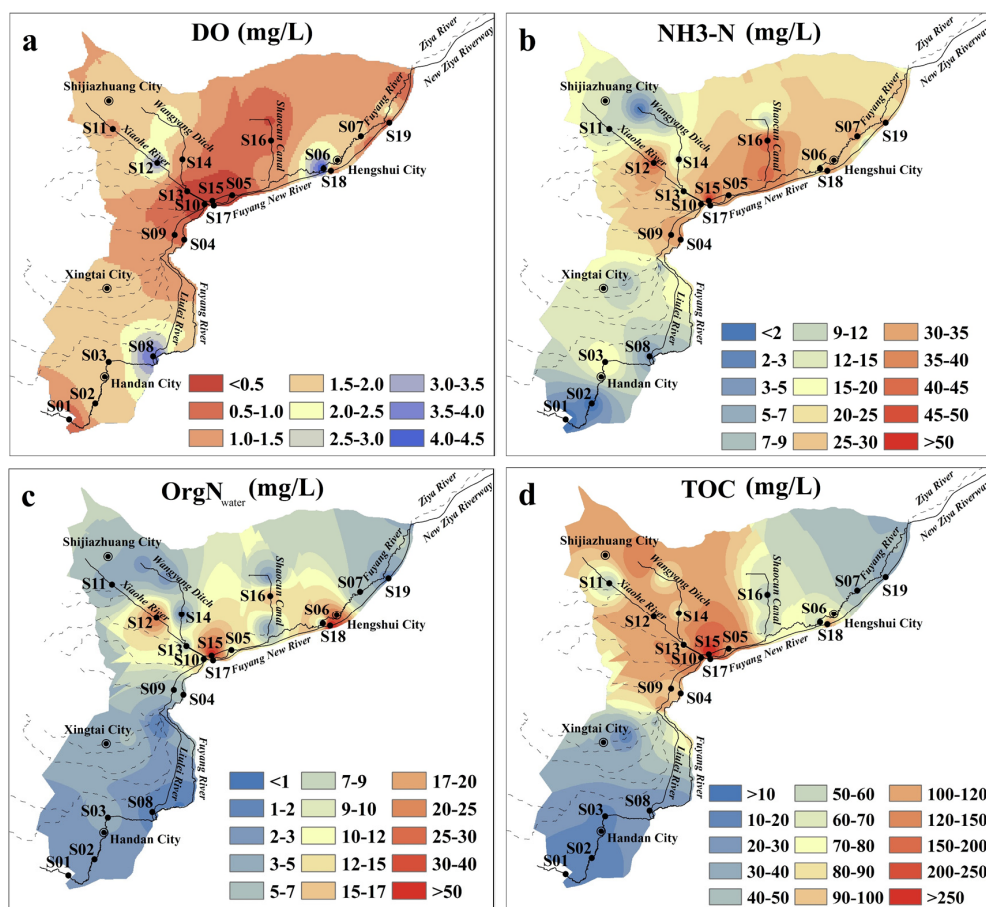 a
DO (mg/L)
Ziya River
New Ziya Riverway
Shijiazhuang City
Wangyang Ditch
Fuyang River
S11
Xiaohe River
Shaocun Canal
S07
S16
S19
S12
S14
S06
Hengshui City
S13
S15
S05
S18
S10
Fuyang New River
S17
S09
S04
Xingtai City
Liulei River
Fuyang River
S08
S03
Handan City
S02
S01
<0.5 1.5-2.0 3.0-3.5
0.5-1.0 2.0-2.5 3.5-4.0
1.0-1.5 2.5-3.0 4.0-4.5
b
NH3-N (mg/L)
Ziya River
New Ziya Riverway
Shijiazhuang City
Wangyang Ditch
Fuyang River
S11
Xiaohe River
Shaocun Canal
S07
S16
S19
S12
S14
S06
Hengshui City
S13
S15
S05
S18
S10
Fuyang New River
S17
S09
S04
Xingtai City
Liulei River
Fuyang River
S08
S03
Handan City
S02
S01
<2 9-12 30-35
2-3 12-15 35-40
3-5 15-20 40-45
5-7 20-25 45-50
7-9 25-30 >50
c
OrgNwater (mg/L)
Ziya River
New Ziya Riverway
Shijiazhuang City
Wangyang Ditch
Fuyang River
S11
Xiaohe River
Shaocun Canal
S07
S16
S19
S12
S14
S06
Hengshui City
S13
S15
S05
S18
S10
Fuyang New River
S17
S09
S04
Xingtai City
Liulei River
Fuyang River
S08
S03
Handan City
S02
S01
<1 7-9 17-20
1-2 9-10 20-25
2-3 10-12 25-30
3-5 12-15 30-40
5-7 15-17 >50
d
TOC (mg/L)
Ziya River
New Ziya Riverway
Shijiazhuang City
Wangyang Ditch
Fuyang River
S11
Xiaohe River
Shaocun Canal
S07
S16
S19
S12
S14
S06
Hengshui City
S13
S15
S05
S18
S10
Fuyang New River
S17
S09
S04
Xingtai City
Liulei River
Fuyang River
S08
S03
Handan City
S02
S01
>10 50-60 100-120
10-20 60-70 120-150
20-30 70-80 150-200
30-40 80-90 200-250
40-50 90-100 >250